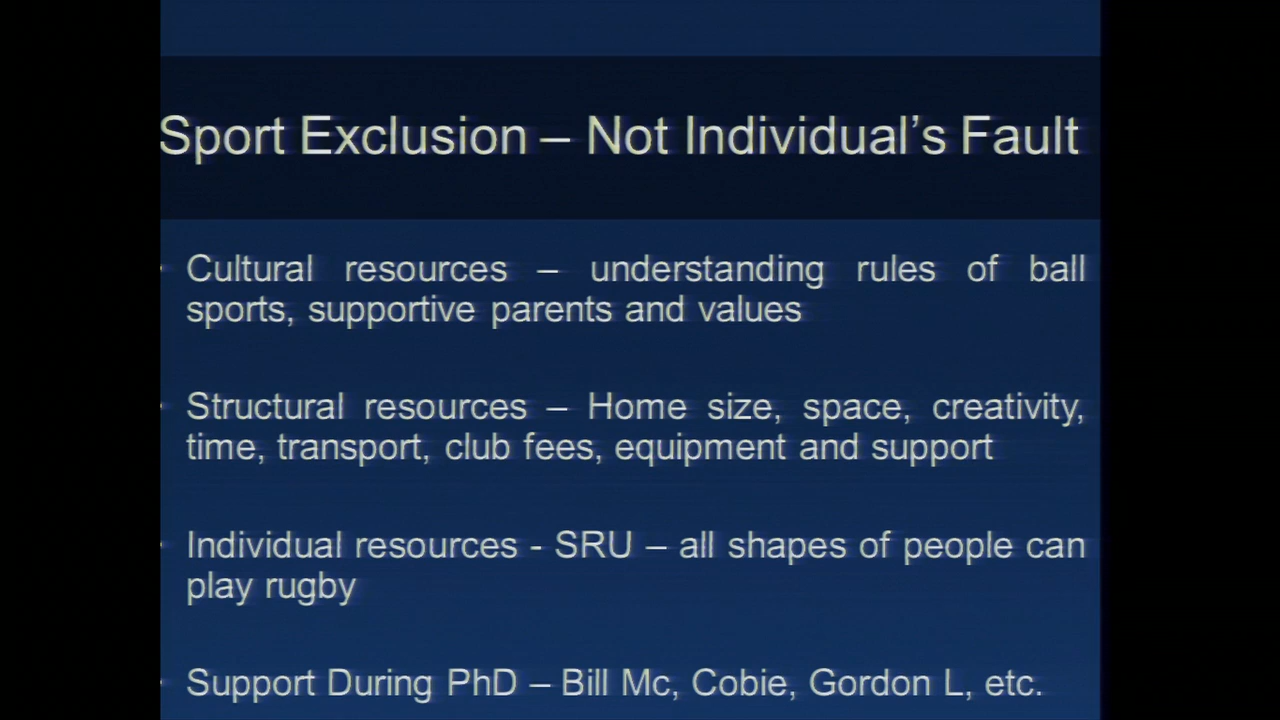 Sport Exclusion – Not Individual’s Fault
Cultural resources – understanding rules of ball
sports, supportive parents and values
Structural resources – Home size, space, creativity,
time, transport, club fees, equipment and support
Individual resources - SRU – all shapes of people can
play rugby
Support During PhD – Bill Mc, Cobie, Gordon L, etc.